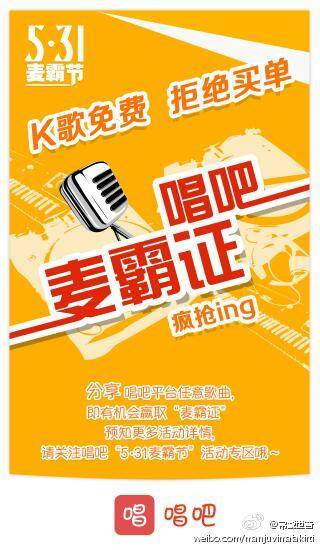 5·31
麦霸节
K歌免费 拒绝买单
唱吧
麦霸证
疯抢ing
分享 唱吧平台任意歌曲，
即有机会赢取“麦霸证”
预知更多活动详情，
请关注唱吧“5·31麦霸节”活动专区哦～
唱 唱吧
weibo.com/manjuvinaialakirti